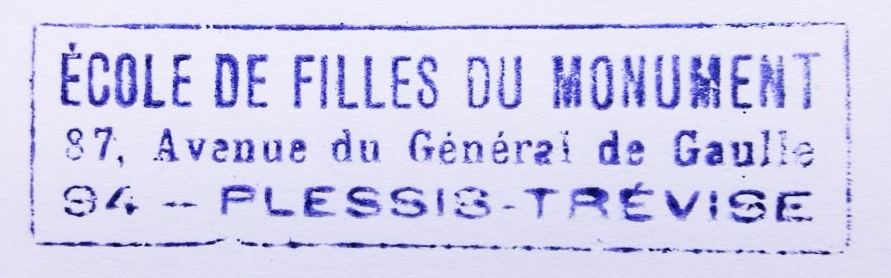 ÉCOLE DE FILLES DU MONUMENT
87, Avenue du Général de Gaulle
94 - PLESSIS-TRÉVISE